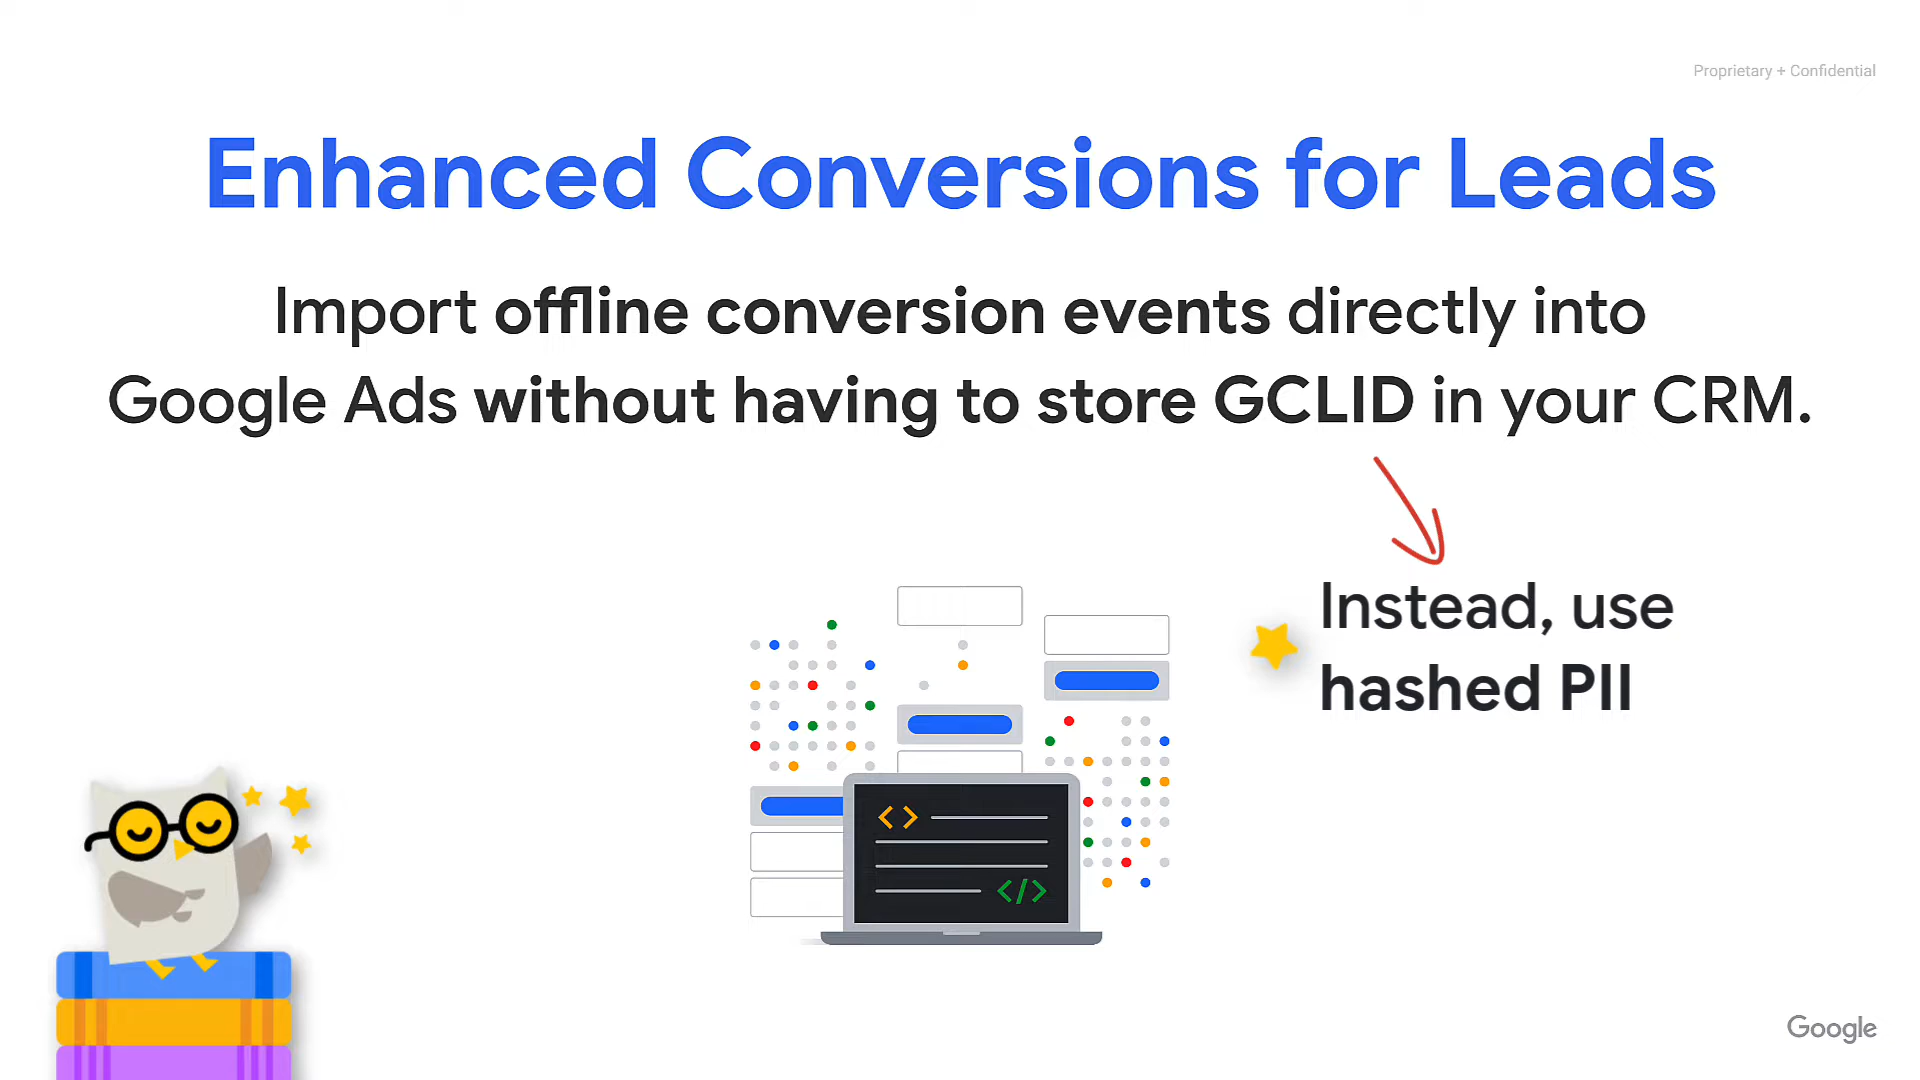 Proprietary + Confidential
Enhanced Conversions for Leads
Import offline conversion events directly into
Google Ads without having to store GCLID in your CRM.
Instead, use
hashed PII
< >
</>
Google